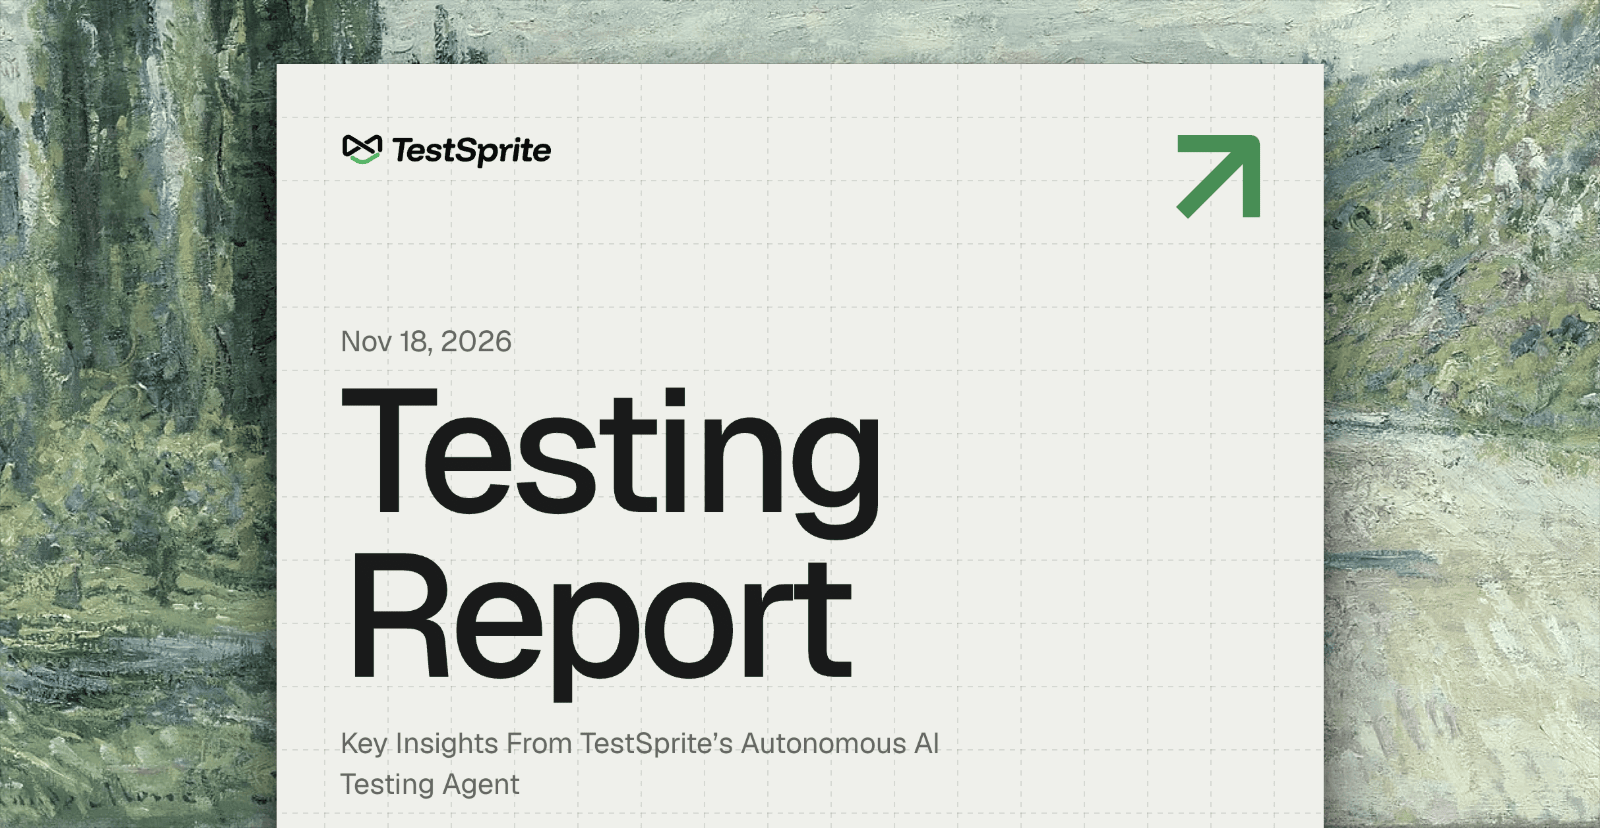 TestSprite
Nov 18, 2026
Testing
Report
Key Insights From TestSprite’s Autonomous AI
Testing Agent